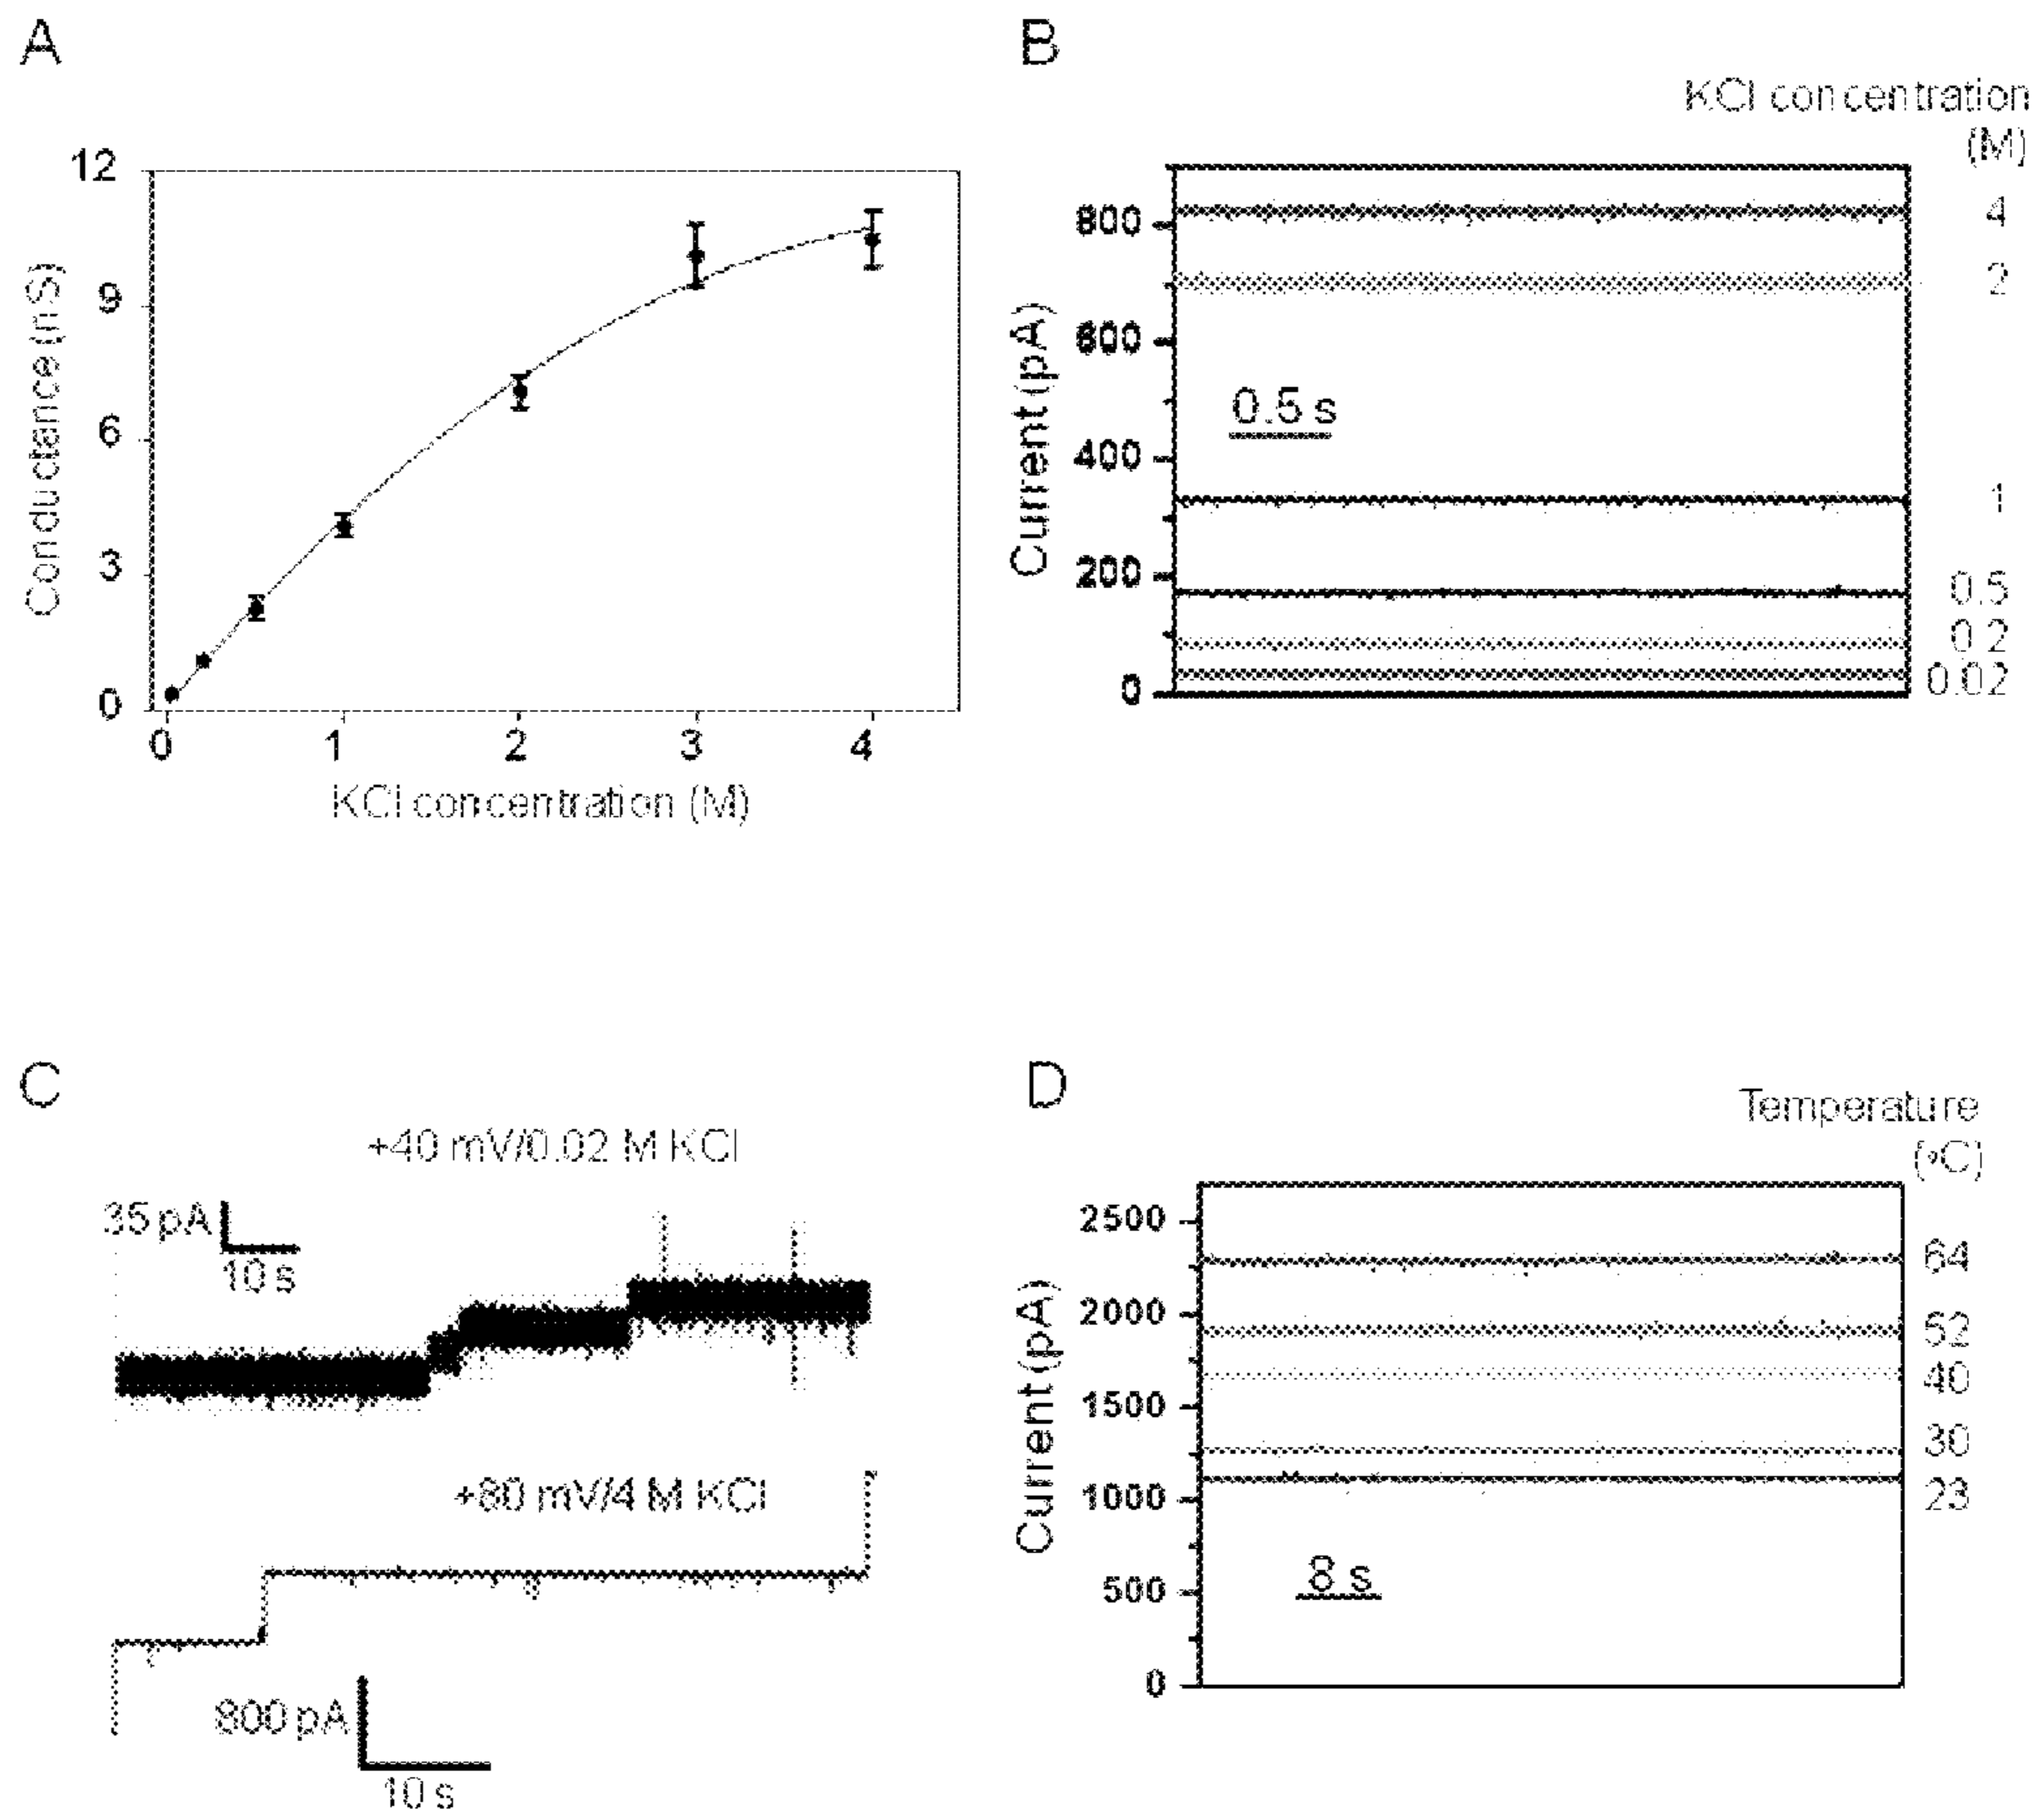 A
12
9
6
3
0
Conductance (nS)
0 1 2 3 4
KCl concentration (M)
B
KCl concentration
(M)
800
600
400
200
0
Current (pA)
0.5 s
4
2
1
0.5
0.2
0.02
C
+40 mV/0.02 M KCl
35 pA
10 s
+80 mV/4 M KCl
800 pA
10 s
D
Temperature
(°C)
2500
2000
1500
1000
500
0
Current (pA)
8 s
64
52
40
30
23